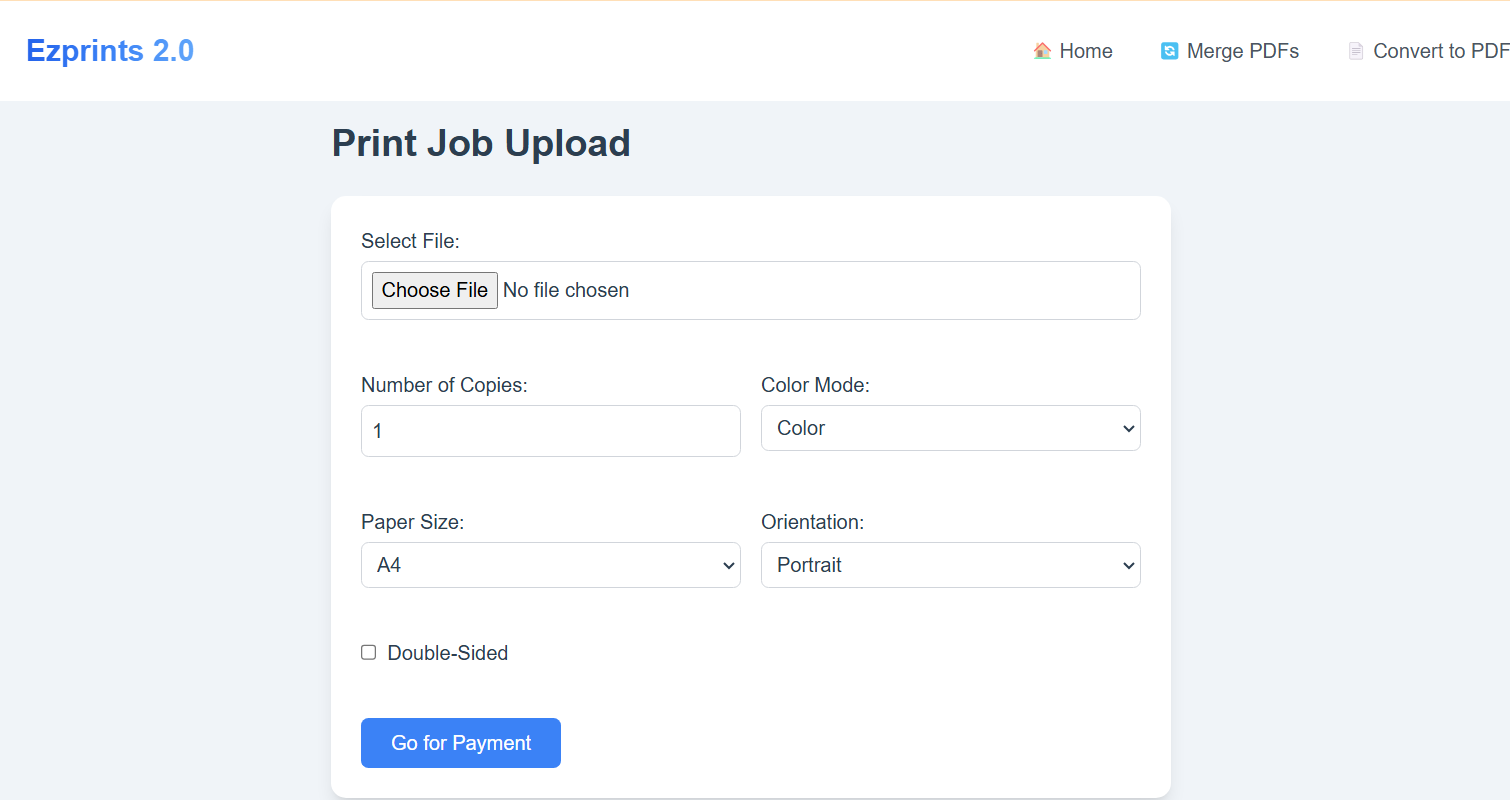 Ezprints 2.0
Home
Merge PDFs
Convert to PDF
Print Job Upload
Select File:
Choose File No file chosen
Number of Copies:
Color Mode:
1
Color
Paper Size:
Orientation:
A4
Portrait
Double-Sided
Go for Payment